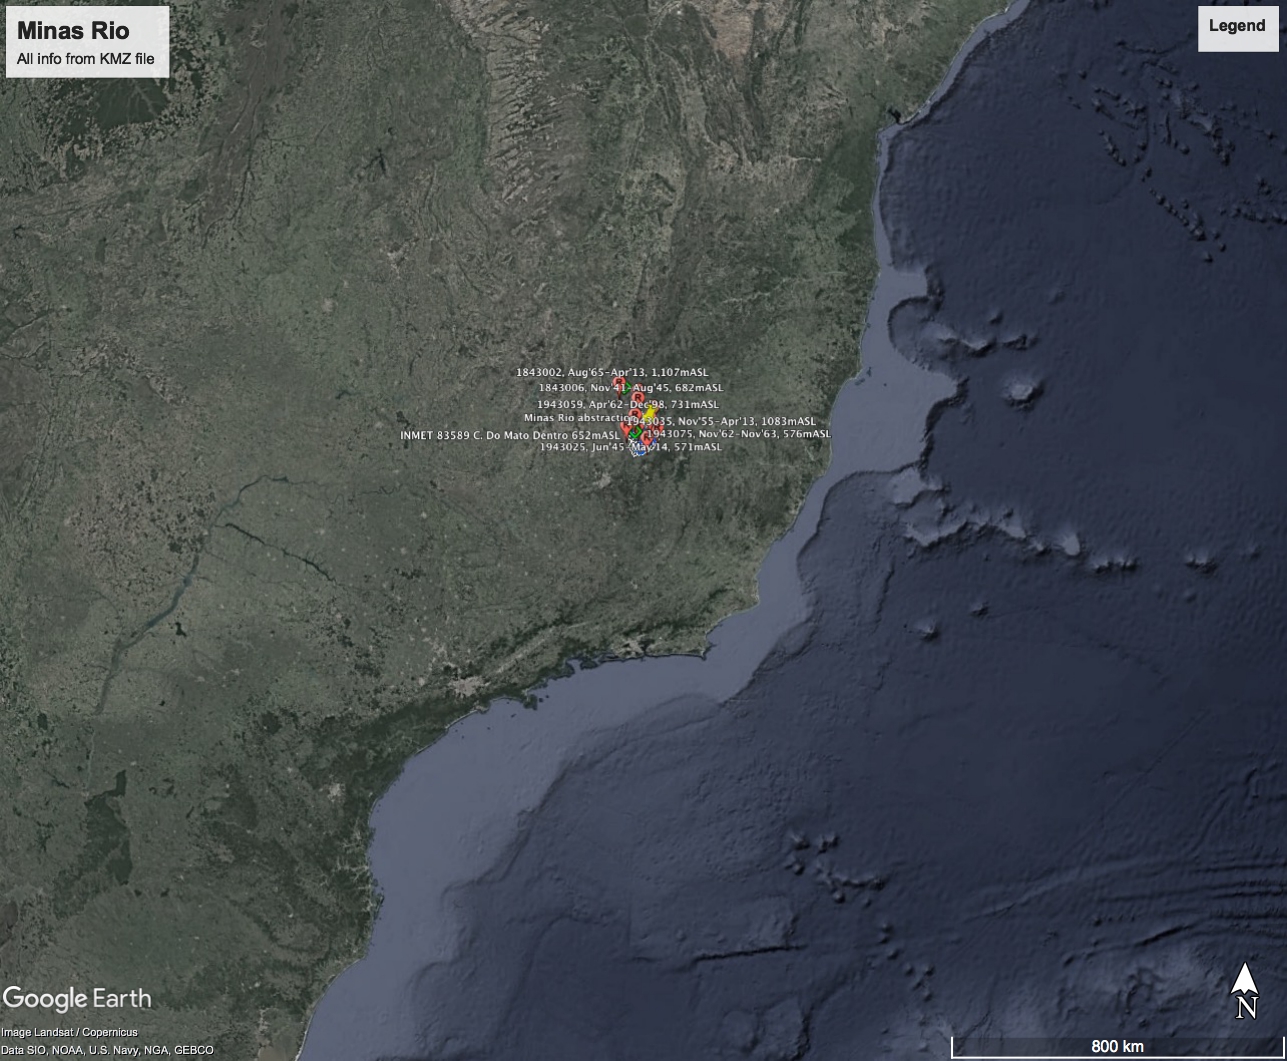 Minas Rio
All info from KMZ file
Legend
1843002, Aug'65-Apr'13, 1,107mASL
1843006, Nov'41-Aug'45, 682mASL
1943059, Apr'62-Dec'98, 731mASL
Minas Rio abstraction
1943035, Nov'55-Apr'13, 1083mASL
INMET 83589 C. Do Mato Dentro 652mASL
1943075, Nov'62-Nov'63, 576mASL
1943025, Jun'45-May'14, 571mASL
Google Earth
N
Image Landsat / Copernicus
Data SIO, NOAA, U.S. Navy, NGA, GEBCO
800 km